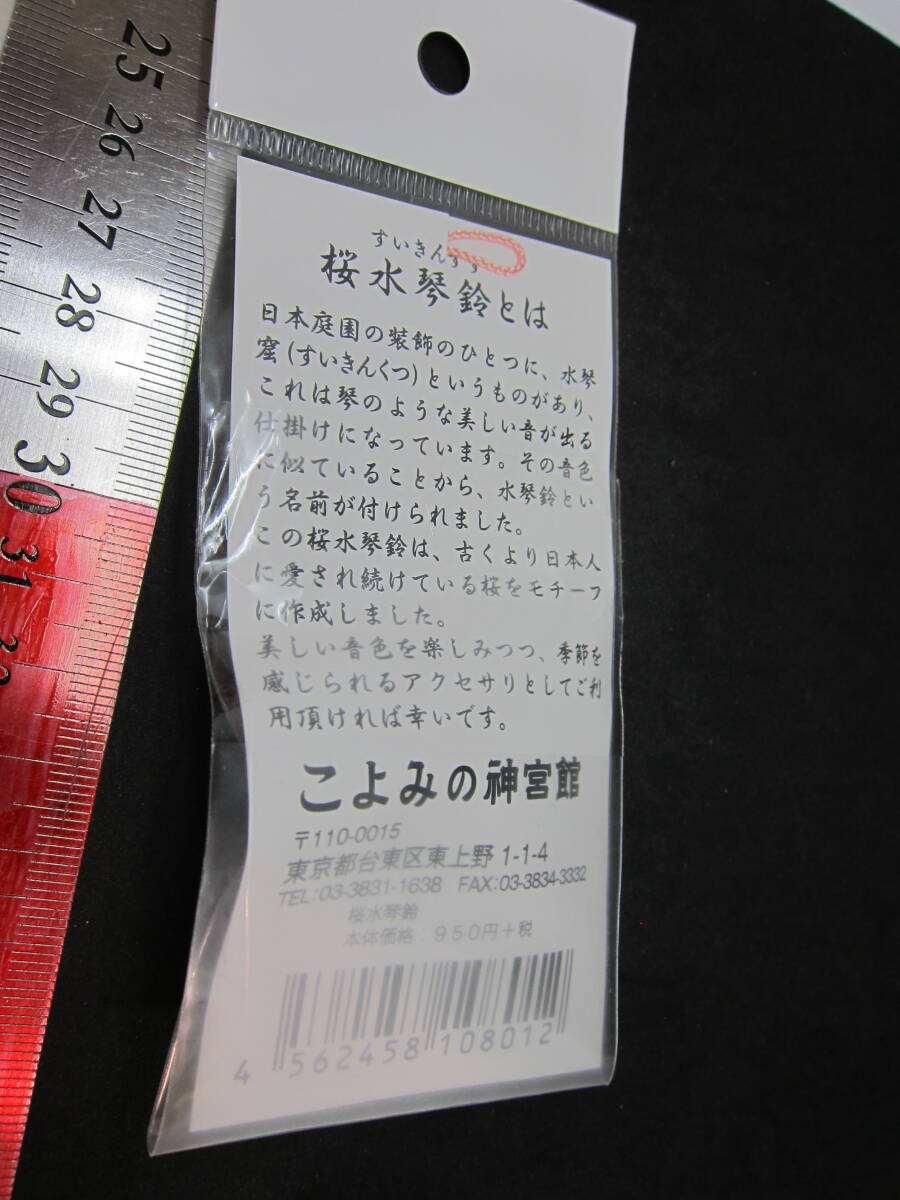 25
26
27
28
29
30
31
すいきんすず
桜水琴鈴とは
日本庭園の装飾のひとつに、水琴
窟(すいきんくつ)というものがあり、
これは琴のような美しい音が出る
仕掛けになっています。その音色
に似ていることから、水琴鈴とい
う名前が付けられました。
この桜水琴鈴は、古くより日本人
に愛され続けている桜をモチーフ
に作成しました。
美しい音色を楽しみつつ、季節を
感じられるアクセサリとしてご利
用頂ければ幸いです。
こよみの神宮館
〒110-0015
東京都台東区東上野 1-1-4
TEL:03-3831-1638 FAX:03-3834-3332
桜水琴鈴
本体価格:950円+税
4 562458 108012